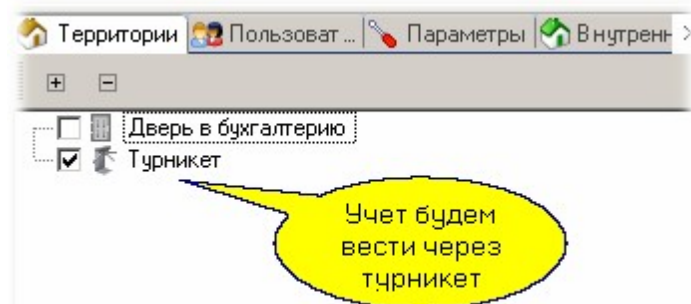 Территории Пользоват ... Параметры Внутренн
Дверь в бухгалтерию
Турникет
Учет будем
вести через
турникет